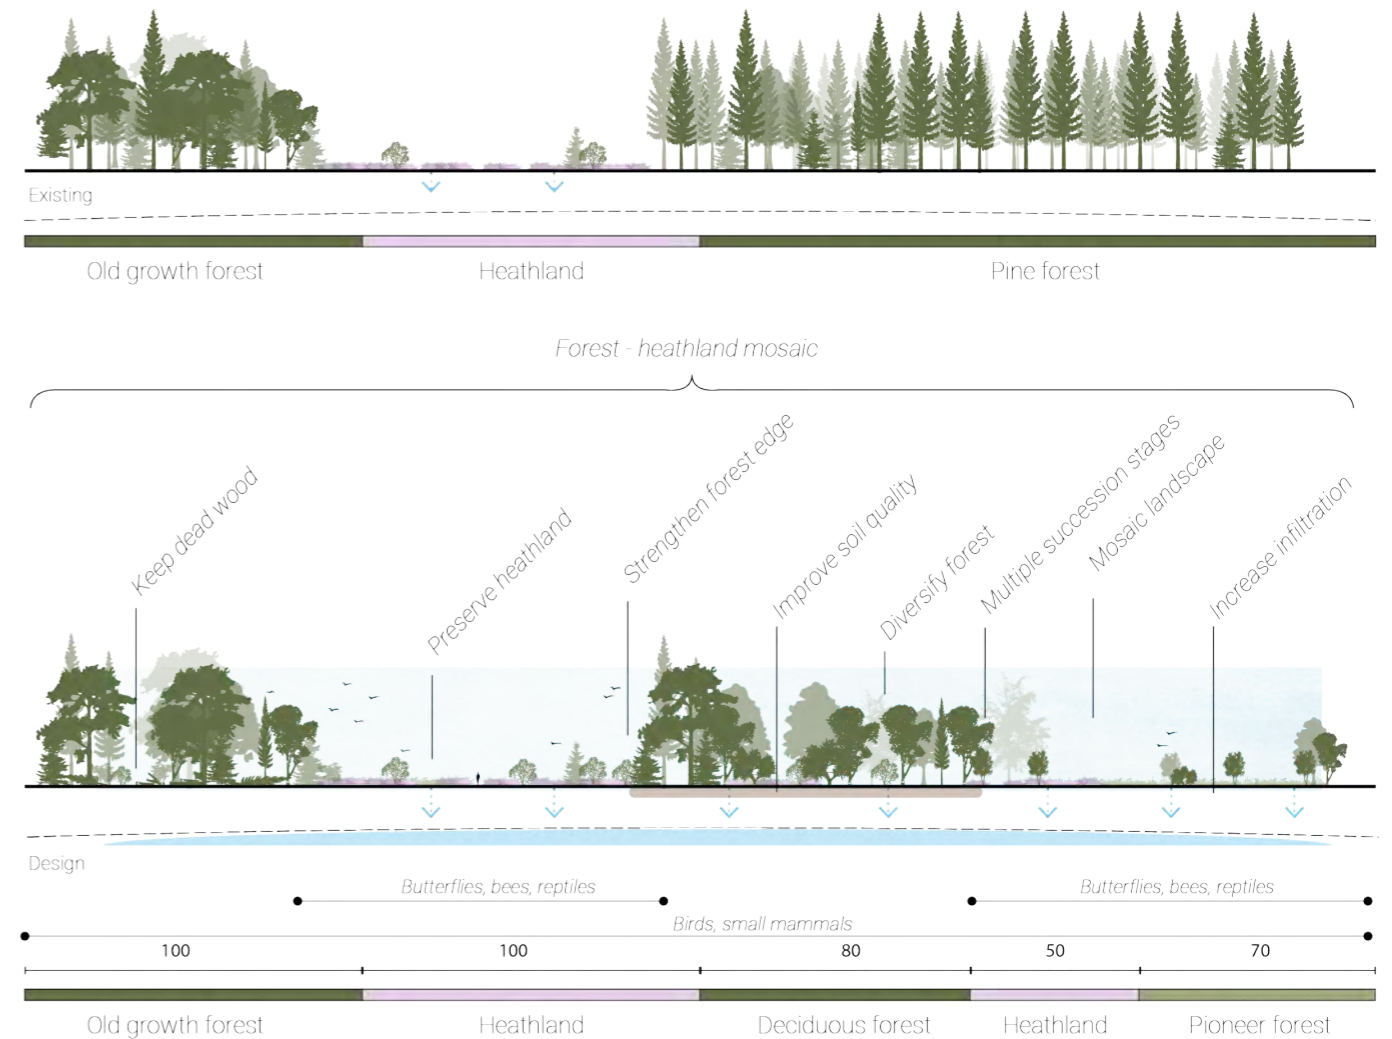 Existing
Old growth forest
Heathland
Pine forest
Forest - heathland mosaic
Keep dead wood
Preserve heathland
Strengthen forest edge
Improve soil quality
Diversify forest
Multiple succession stages
Mosaic landscape
Increase infiltration
Design
Butterflies, bees, reptiles
Butterflies, bees, reptiles
Birds, small mammals
100
100
80
50
70
Old growth forest
Heathland
Deciduous forest
Heathland
Pioneer forest